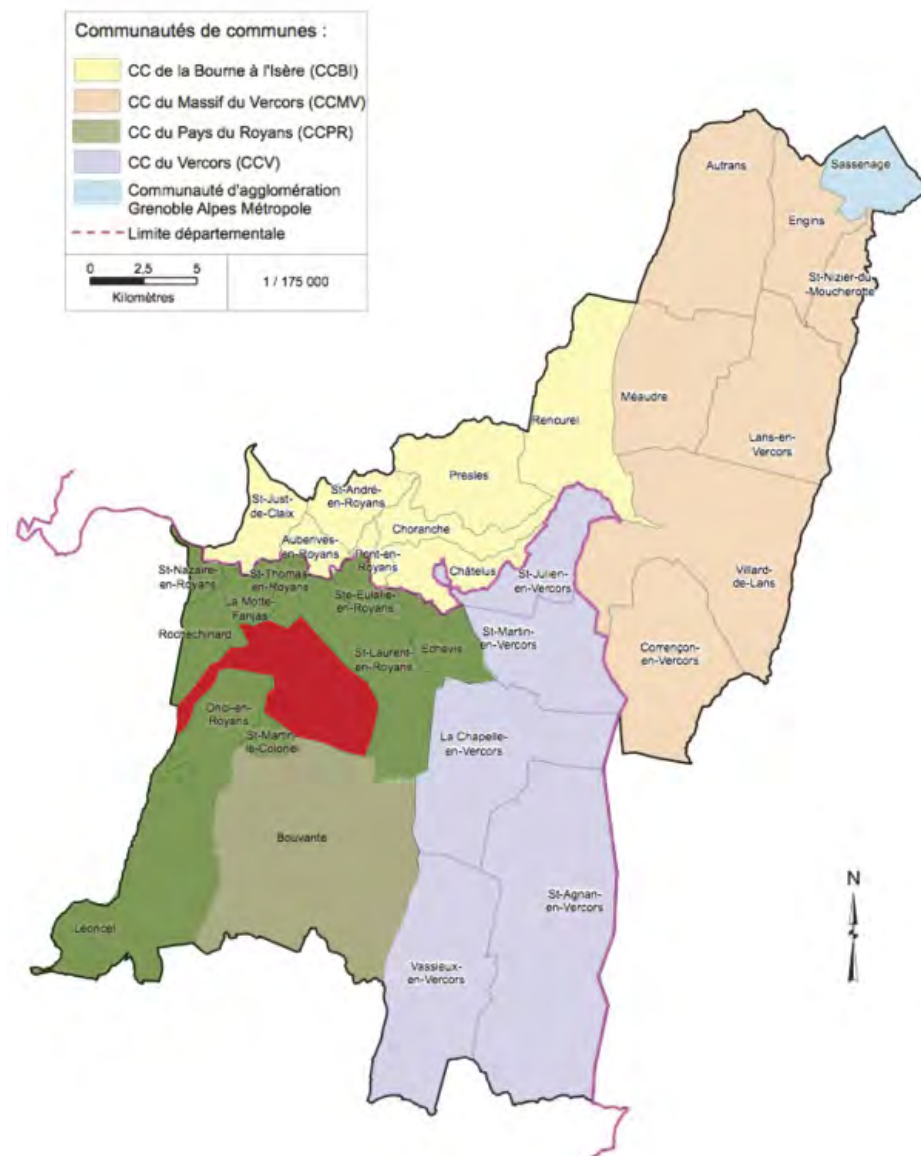 Communautés de communes :
CC de la Bourne à l'Isère (CCBI)
CC du Massif du Vercors (CCMV)
CC du Pays du Royans (CCPR)
CC du Vercors (CCV)
Communauté d'agglomération
Grenoble Alpes Métropole
Limite départementale
0 2,5 5
Kilomètres
1 / 175 000
Autrans
Sassenage
Engins
St-Nizier-du
-Moucherotte
Méaudre
Rencurel
Lans-en-
Vercors
Presles
St-André-
en-Royans
St-Just-
de-Claix
Choranche
Auberives-
en-Royans
Pont-en-
Royans
Châtelus
St-Julien-
en-Vercors
Villard-
de-Lans
St-Nazaire-
en-Royans
St-Thomas-
en-Royans
Ste-Eulalie-
en-Royans
La Motte-
Fanjas
Rochechinard
St-Laurent-
en-Royans
Echevis
St-Martin-
en-Vercors
Corrençon-
en-Vercors
Oriol-en-
Royans
St-Martin-
le-Colonel
La Chapelle-
en-Vercors
Bouvante
N
St-Agnan-
en-Vercors
Léoncel
Vassieux-
en-Vercors